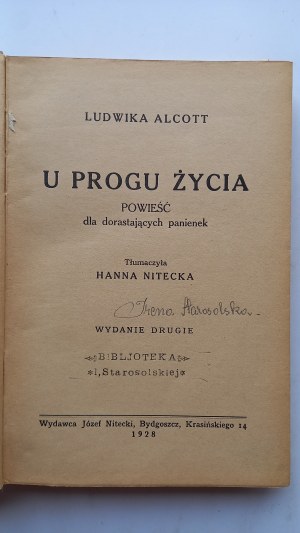 LUDWIKA ALCOTT
U PROGU ŻYCIA
POWIEŚĆ
dla dorastających panienek
Tłumaczyła
HANNA NITECKA
Irena Starosolska
WYDANIE DRUGIE
BIBLJOTEKA
I, Starosolskiej
Wydawca Józef Nitecki, Bydgoszcz, Krasińskiego 14
1928